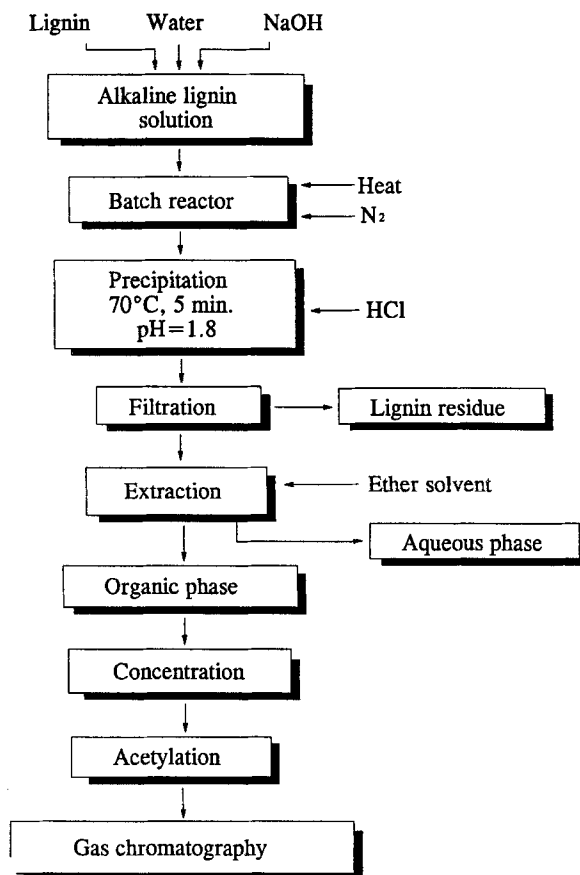 Lignin Water NaOH
Alkaline lignin
solution
Batch reactor
Heat
N₂
Precipitation
70°C, 5 min.
pH=1.8
HCl
Filtration
Lignin residue
Extraction
Ether solvent
Aqueous phase
Organic phase
Concentration
Acetylation
Gas chromatography